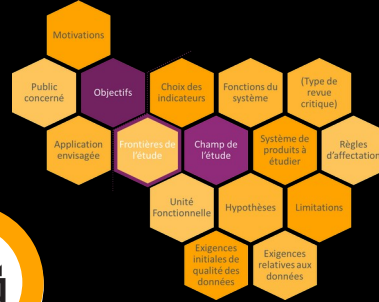 Motivations
Public
concerné
Objectifs
Choix des
indicateurs
Fonctions du
système
(Type de
revue
critique)
Application
envisagée
Frontières de
l'étude
Champ de
l'étude
Système de
produits à
étudier
Règles
d'affectation
Unité
Fonctionnelle
Hypothèses
Limitations
Exigences
initiales de
qualité des
données
Exigences
relatives aux
données